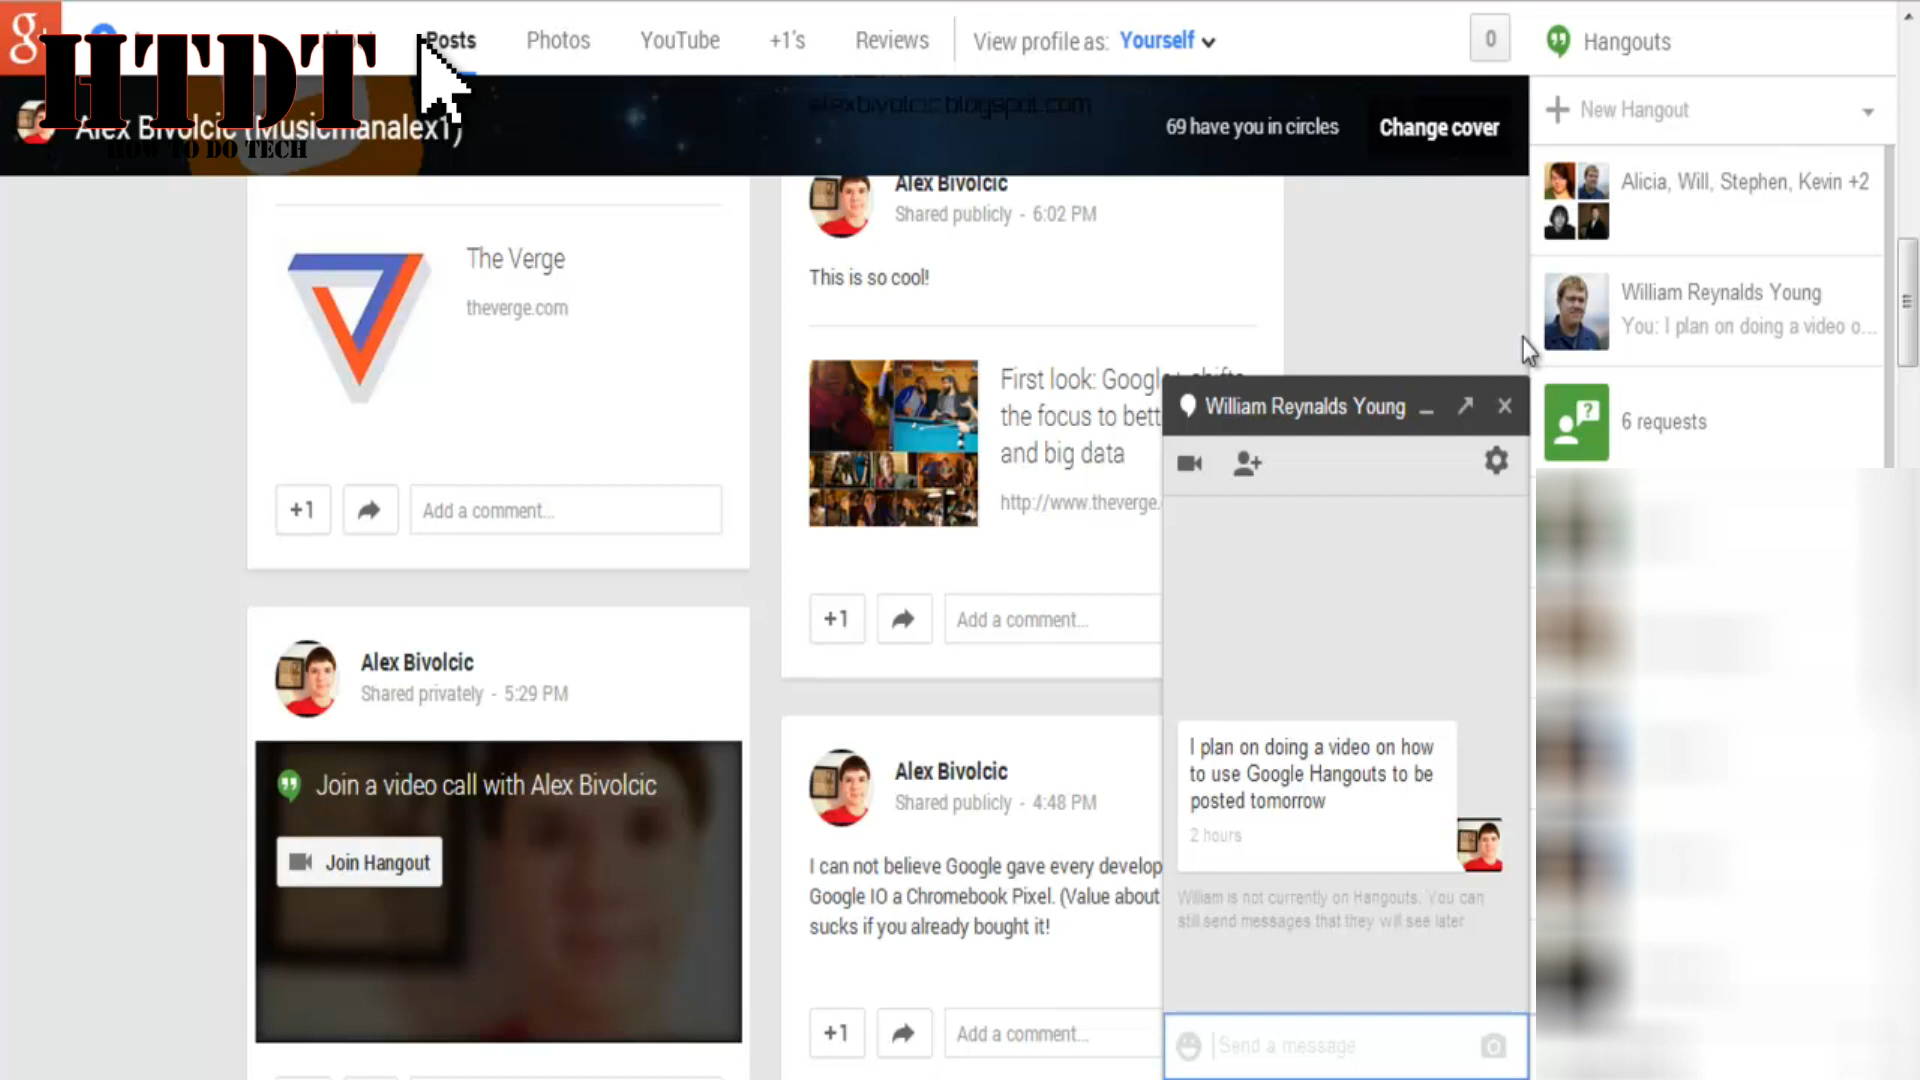 g+
Posts
Photos
YouTube
+1's
Reviews
View profile as: Yourself
0
Hangouts
HTDT
HOW TO DO TECH
Alex Bivolcic (Musicmanalex1)
alexbivolcic.blogspot.com
69 have you in circles
Change cover
New Hangout
Alicia, Will, Stephen, Kevin +2
William Reynalds Young
You: I plan on doing a video o...
6 requests
The Verge
theverge.com
+1
Add a comment...
Alex Bivolcic
Shared privately - 5:29 PM
Join a video call with Alex Bivolcic
Join Hangout
Alex Bivolcic
Shared publicly - 6:02 PM
This is so cool!
First look: Google+ shifts
the focus to bett
and big data
http://www.theverge.
+1
Add a comment...
Alex Bivolcic
Shared publicly - 4:48 PM
I can not believe Google gave every develop
Google IO a Chromebook Pixel. (Value about
sucks if you already bought it!
+1
Add a comment...
William Reynalds Young
I plan on doing a video on how
to use Google Hangouts to be
posted tomorrow
2 hours
William is not currently on Hangouts. You can
still send messages that they will see later
Send a message